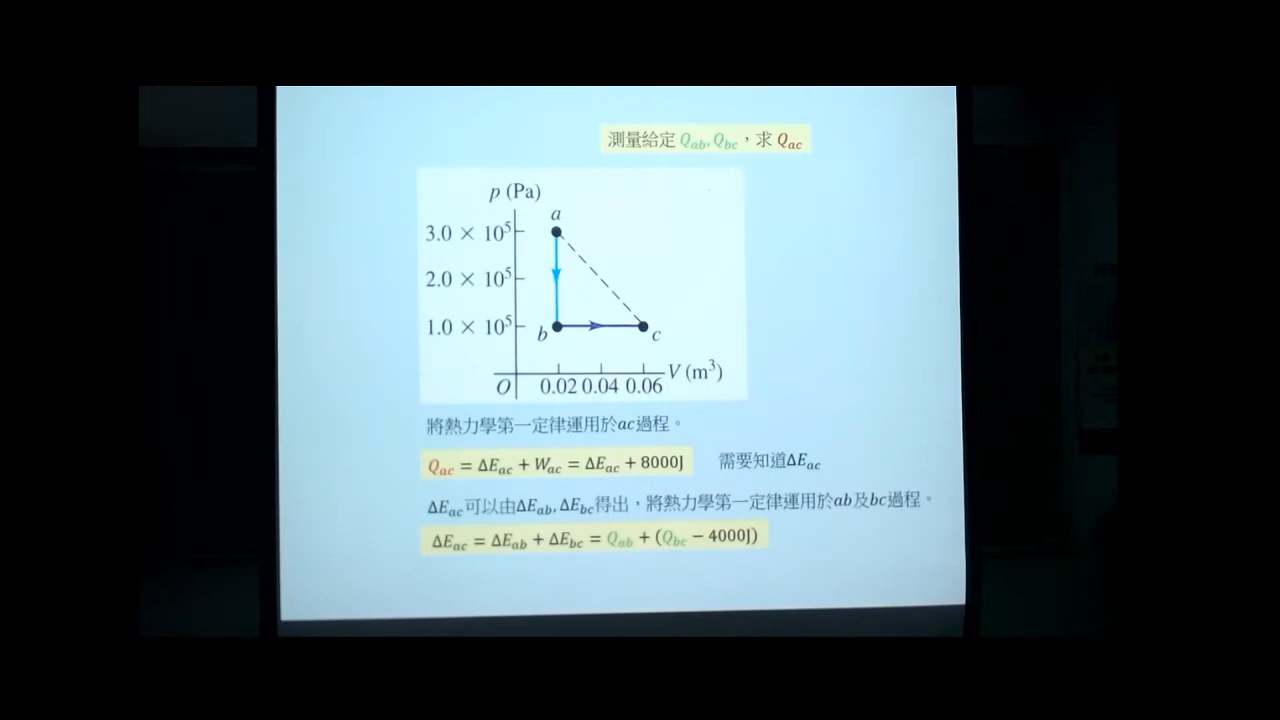 測量給定 Q_ab, Q_bc，求 Q_ac
p (Pa)
a
3.0 × 10⁵
2.0 × 10⁵
1.0 × 10⁵
b
c
V (m³)
O
0.02 0.04 0.06
將熱力學第一定律運用於ac過程。
Q_ac = ΔE_ac + W_ac = ΔE_ac + 8000J
需要知道ΔE_ac
ΔE_ac可以由ΔE_ab, ΔE_bc得出，將熱力學第一定律運用於ab及bc過程。
ΔE_ac = ΔE_ab + ΔE_bc = Q_ab + (Q_bc − 4000J)